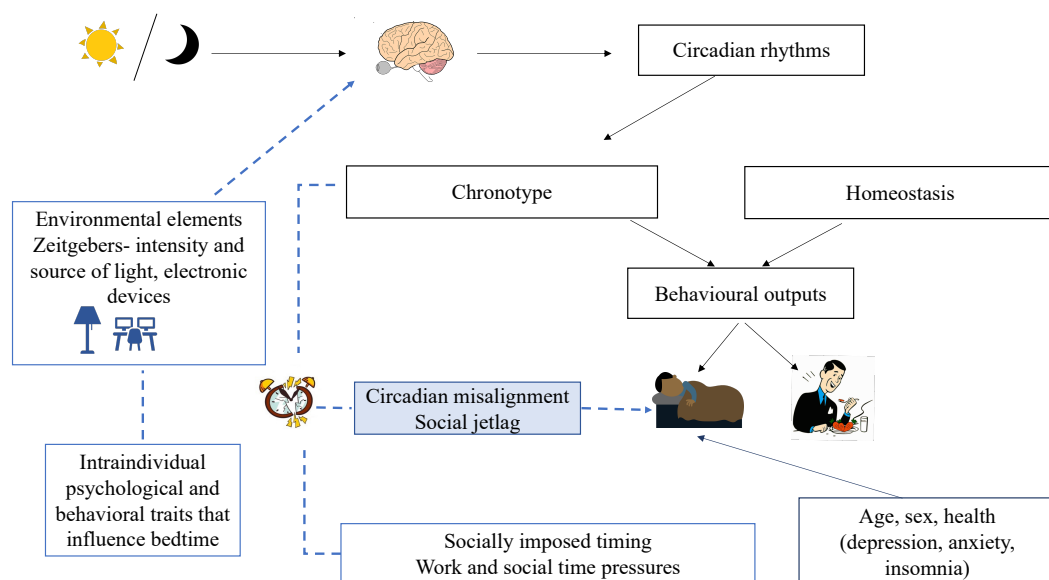 Circadian rhythms
Chronotype
Homeostasis
Environmental elements
Zeitgebers- intensity and
source of light, electronic
devices
Behavioural outputs
Circadian misalignment
Social jetlag
Intraindividual
psychological and
behavioral traits that
influence bedtime
Socially imposed timing
Work and social time pressures
Age, sex, health
(depression, anxiety,
insomnia)